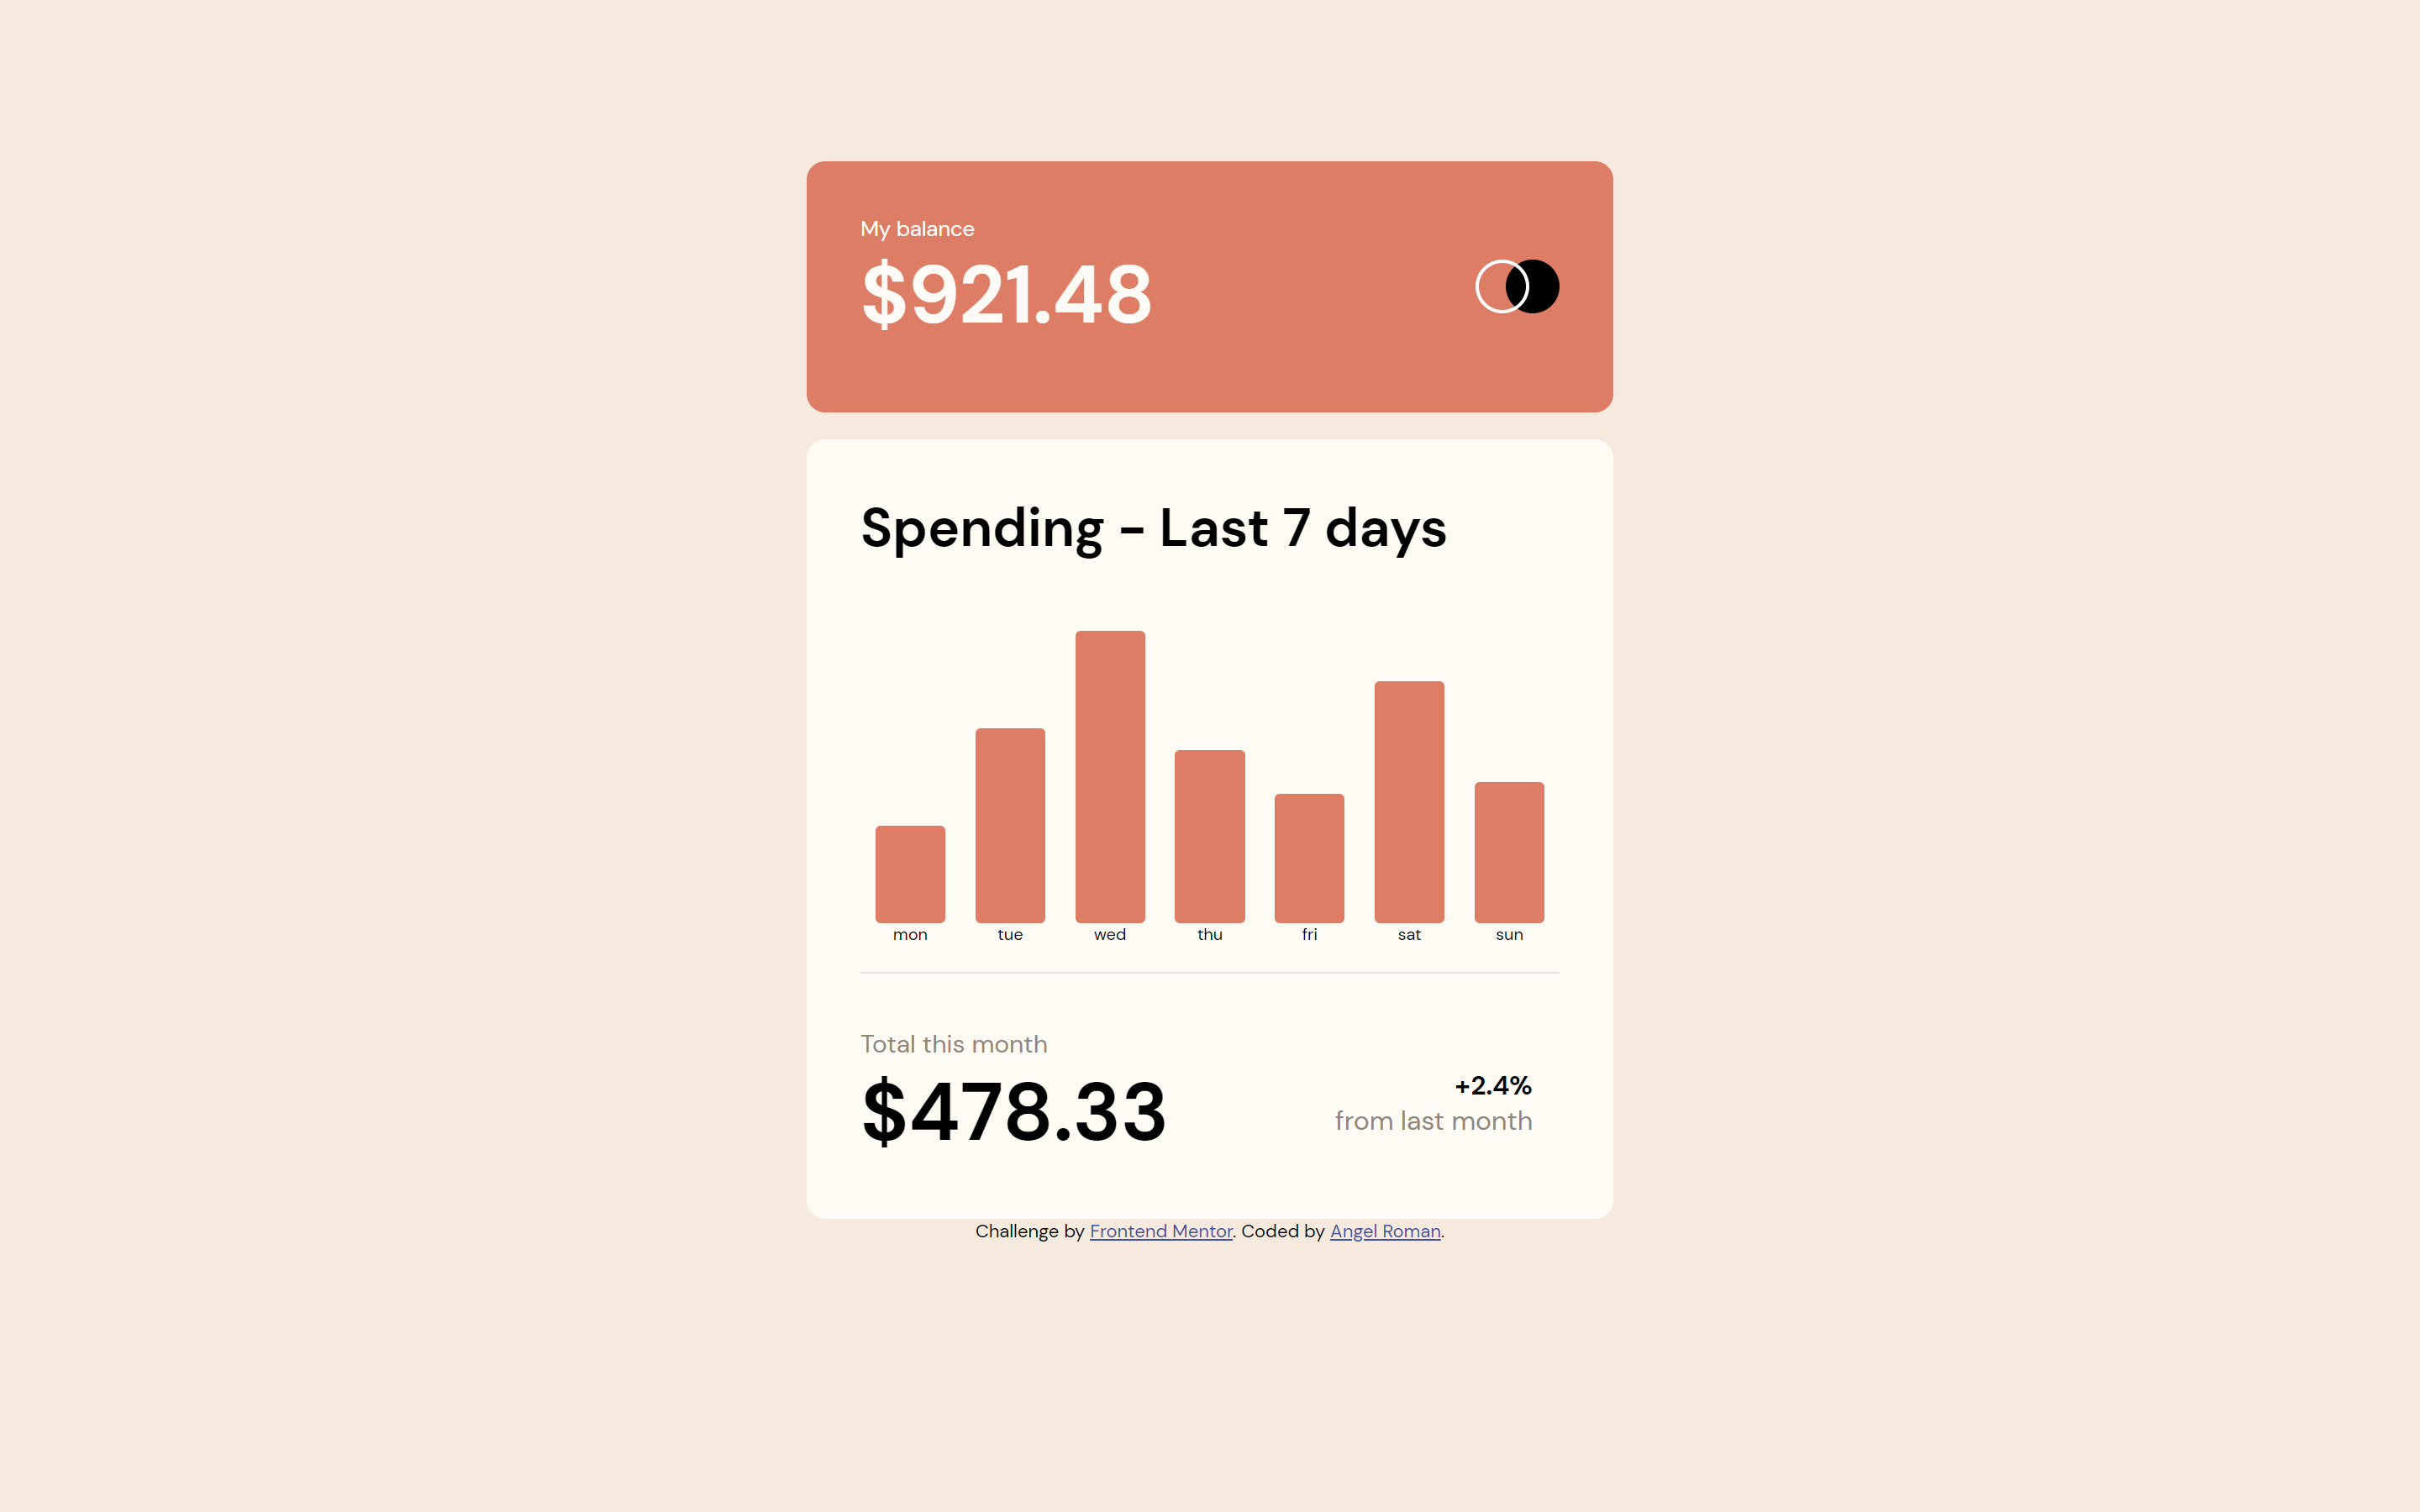 My balance
$921.48
Spending - Last 7 days
mon tue wed thu fri sat sun
Total this month
$478.33
+2.4%
from last month
Challenge by Frontend Mentor. Coded by Angel Roman.